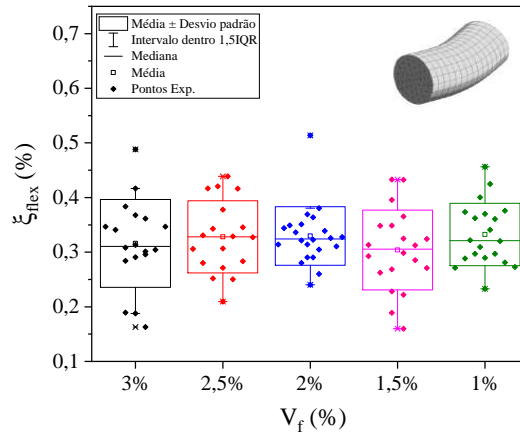 Média ± Desvio padrão
Intervalo dentro 1,5IQR
Mediana
Média
Pontos Exp.
0,7
0,6
0,5
0,4
0,3
0,2
0,1
ξflex (%)
3% 2,5% 2% 1,5% 1%
V_f (%)